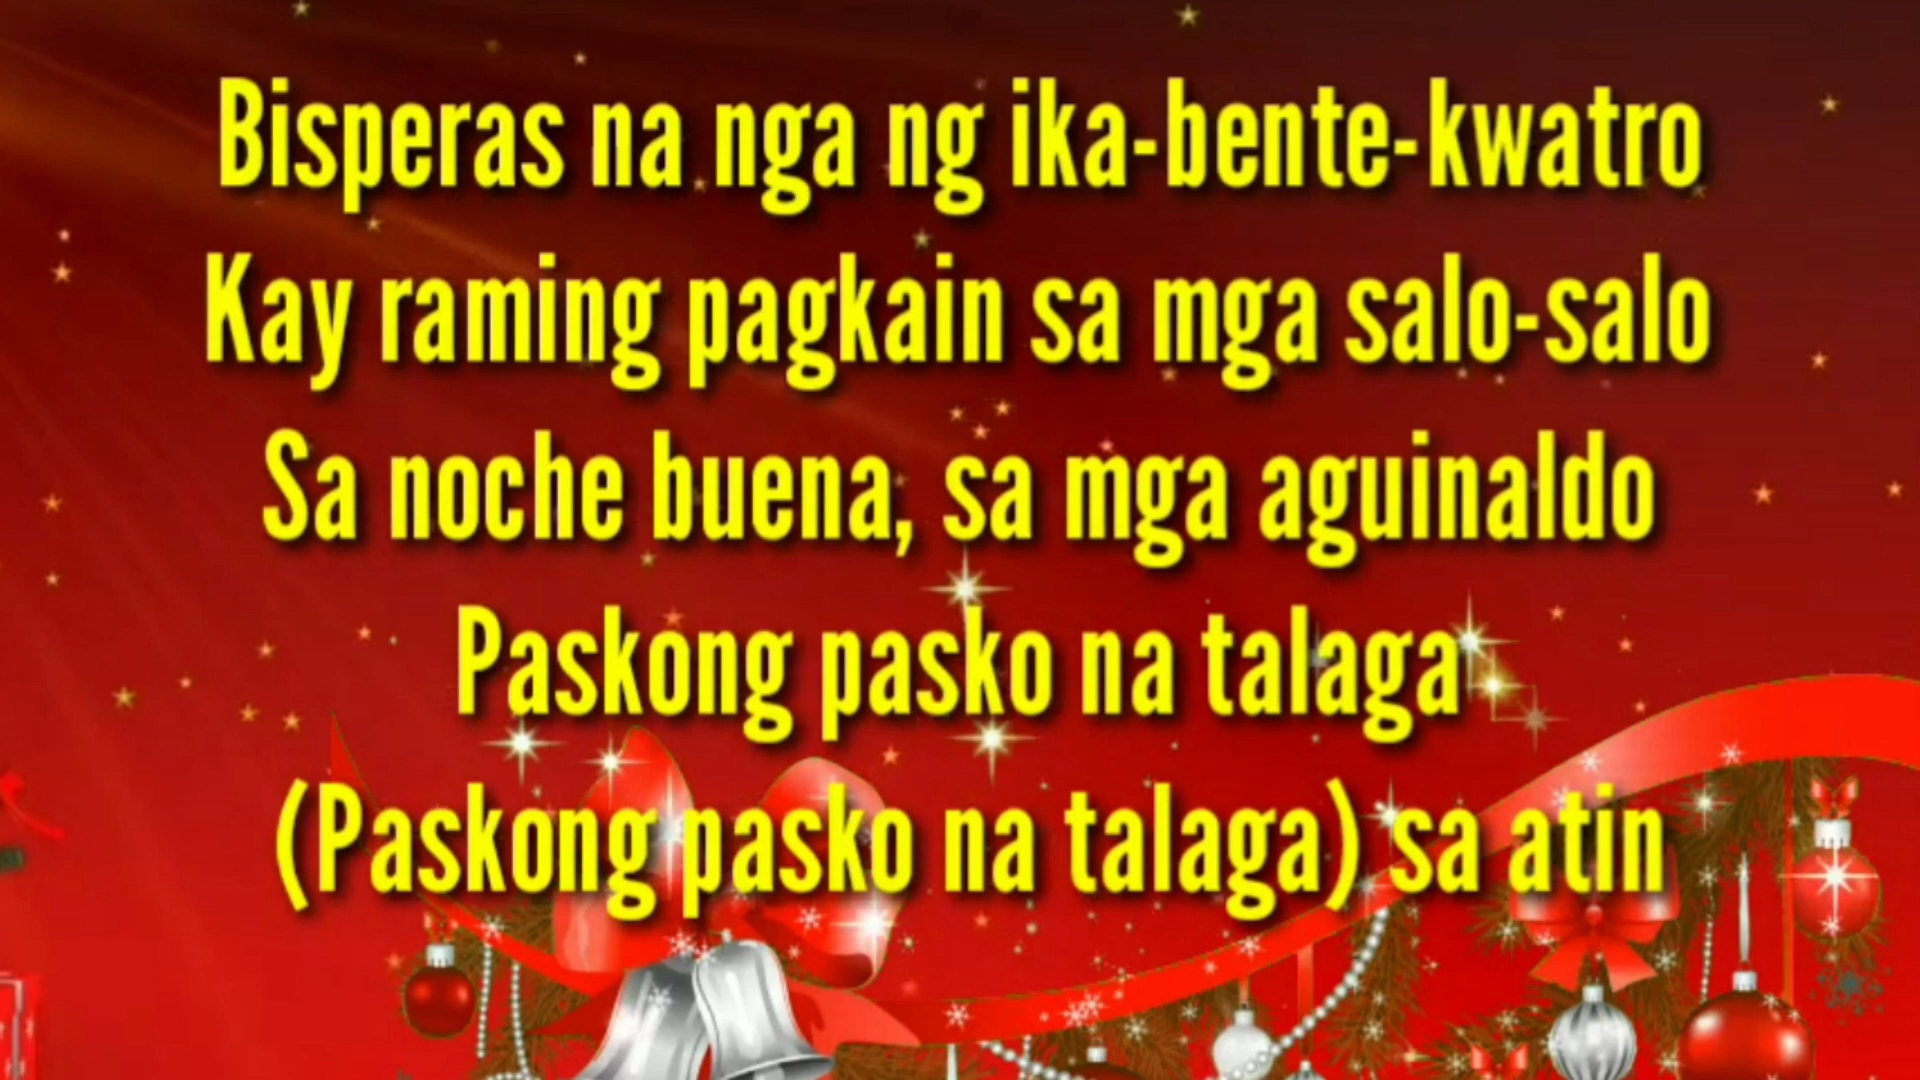 Bisperas na nga ng ika-bente-kwatro
Kay raming pagkain sa mga salo-salo
Sa noche buena, sa mga aguinaldo
Paskong pasko na talaga
(Paskong pasko na talaga) sa atin